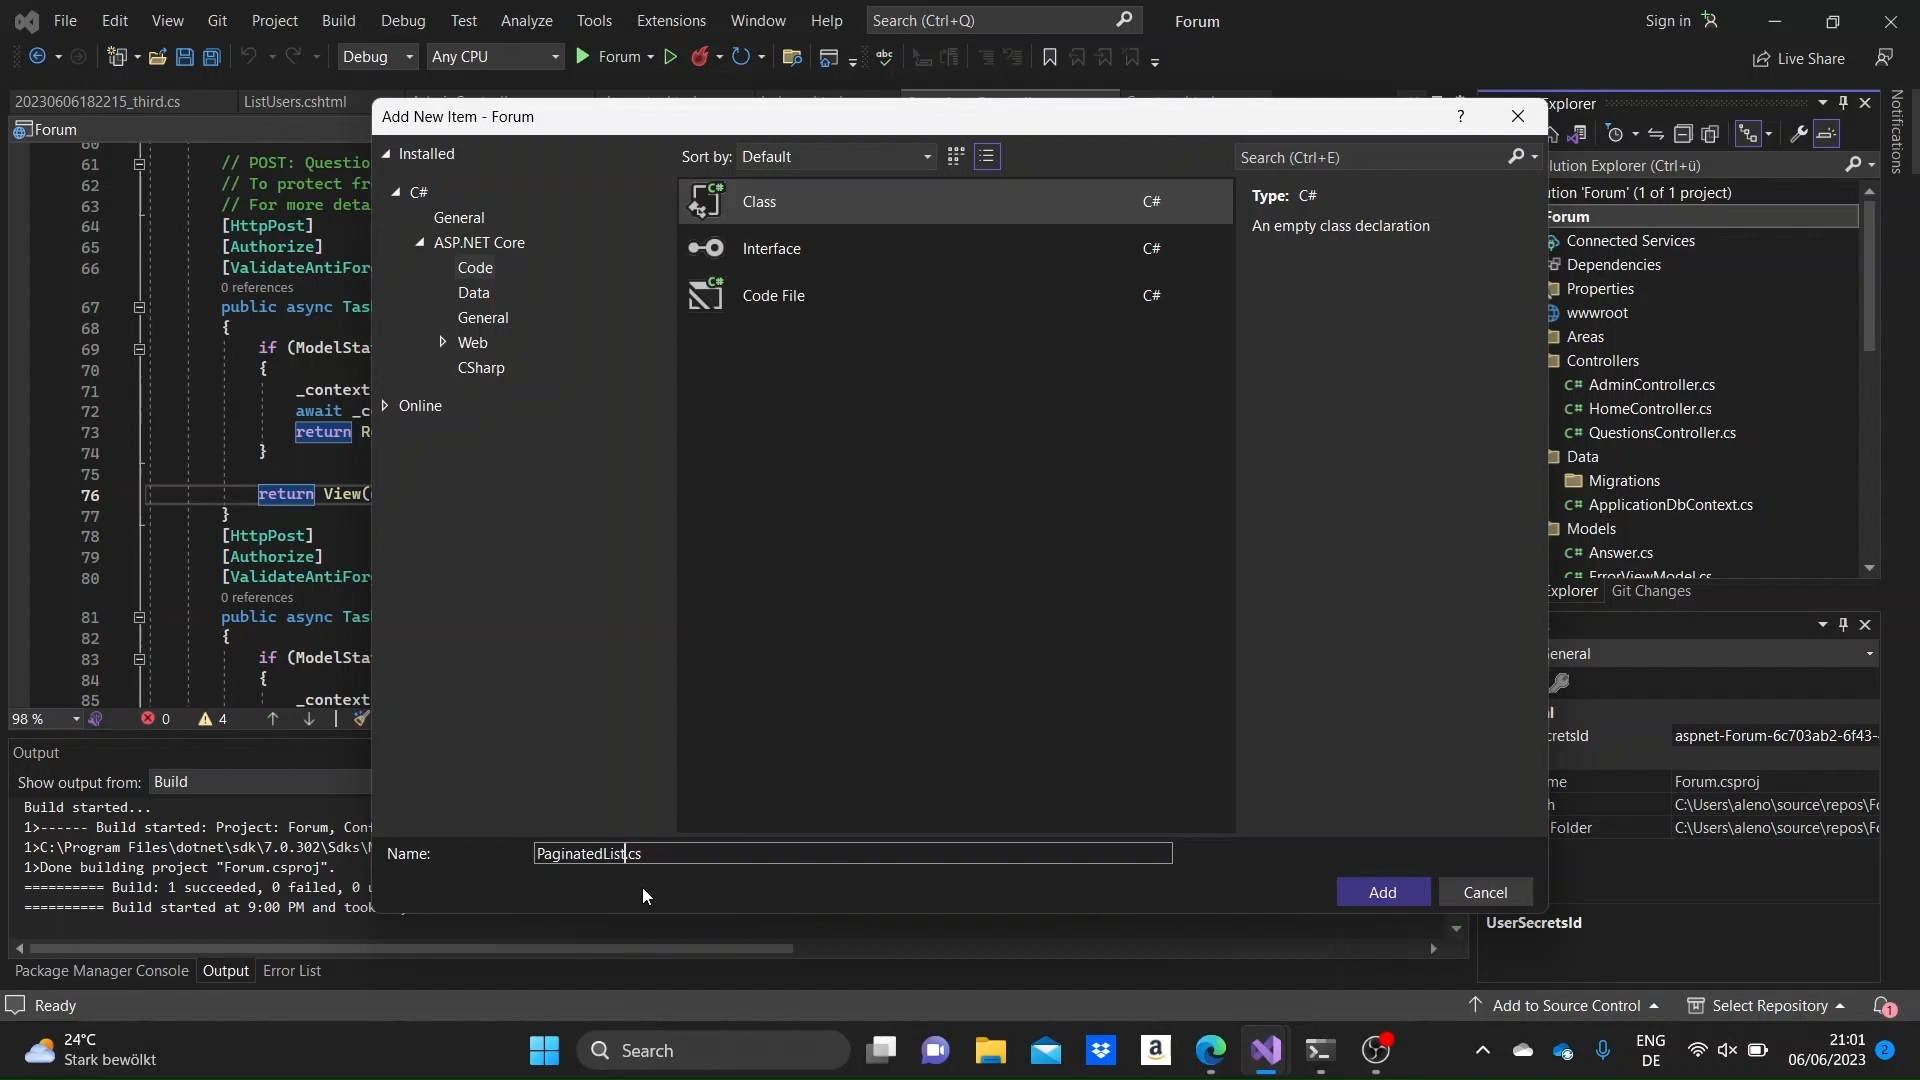 File Edit View Git Project Build Debug Test Analyze Tools Extensions Window Help Search (Ctrl+Q) Forum Sign in
Debug Any CPU Forum Live Share
20230606182215_third.cs ListUsers.cshtml
Forum
Add New Item - Forum ?
Explorer
Notifications
Installed
C#
General
ASP.NET Core
Code
Data
General
Web
CSharp
Online
Sort by: Default
Search (Ctrl+E)
Class C#
Interface C#
Code File C#
Type: C#
An empty class declaration
Name: PaginatedList.cs
Add Cancel
60
61 // POST: Questio
62 // To protect fr
63 // For more deta
64 [HttpPost]
65 [Authorize]
66 [ValidateAntiFor
0 references
67 public async Tas
68 {
69 if (ModelSta
70 {
71 _context
72 await _c
73 return R
74 }
75
76 return View(
77 }
78 [HttpPost]
79 [Authorize]
80 [ValidateAntiFor
0 references
81 public async Tas
82 {
83 if (ModelSta
84 {
85 _context
98 % 0 4
lution Explorer (Ctrl+ü)
ution 'Forum' (1 of 1 project)
Forum
Connected Services
Dependencies
Properties
wwwroot
Areas
Controllers
C# AdminController.cs
C# HomeController.cs
C# QuestionsController.cs
Data
Migrations
C# ApplicationDbContext.cs
Models
C# Answer.cs
C# ErrorViewModel.cs
Explorer Git Changes
General
cretsId aspnet-Forum-6c703ab2-6f43-
me Forum.csproj
h C:\Users\aleno\source\repos\Fo
Folder C:\Users\aleno\source\repos\Fo
UserSecretsId
Output
Show output from: Build
Build started...
1>------ Build started: Project: Forum, Con
1>C:\Program Files\dotnet\sdk\7.0.302\Sdks\M
1>Done building project "Forum.csproj".
========== Build: 1 succeeded, 0 failed, 0 u
========== Build started at 9:00 PM and took
Package Manager Console Output Error List
Ready Add to Source Control Select Repository 1
24°C
Stark bewölkt
Search
ENG
DE
21:01
06/06/2023
2